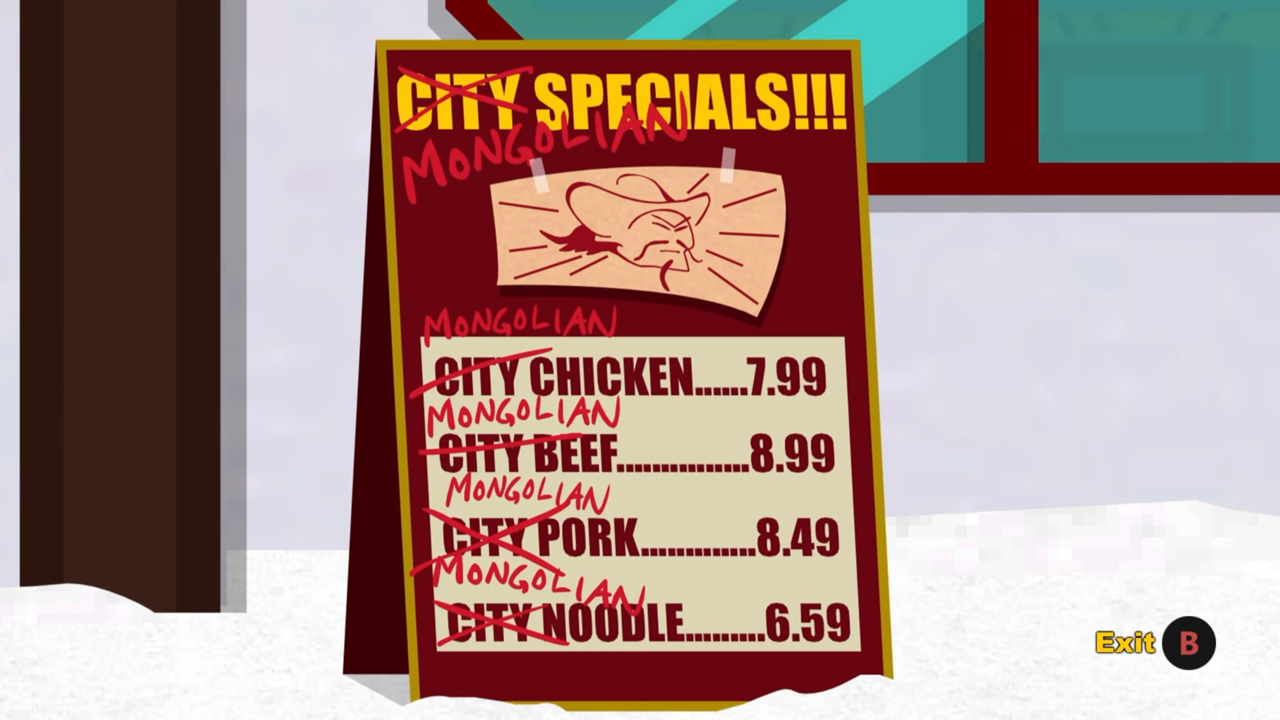 CITY SPECIALS!!!
MONGOLIAN
MONGOLIAN
CITY CHICKEN......7.99
MONGOLIAN
CITY BEEF...............8.99
MONGOLIAN
CITY PORK.............8.49
MONGOLIAN
CITY NOODLE.........6.59
Exit B